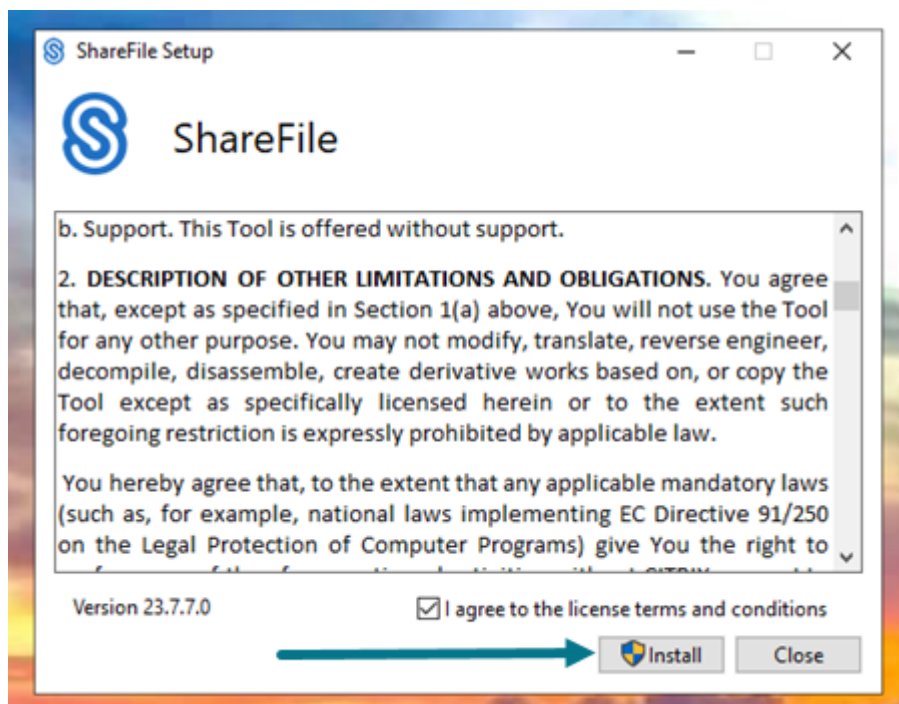 ShareFile Setup
ShareFile
b. Support. This Tool is offered without support.
2. DESCRIPTION OF OTHER LIMITATIONS AND OBLIGATIONS. You agree
that, except as specified in Section 1(a) above, You will not use the Tool
for any other purpose. You may not modify, translate, reverse engineer,
decompile, disassemble, create derivative works based on, or copy the
Tool except as specifically licensed herein or to the extent such
foregoing restriction is expressly prohibited by applicable law.
You hereby agree that, to the extent that any applicable mandatory laws
(such as, for example, national laws implementing EC Directive 91/250
on the Legal Protection of Computer Programs) give You the right to
Version 23.7.7.0
I agree to the license terms and conditions
Install
Close